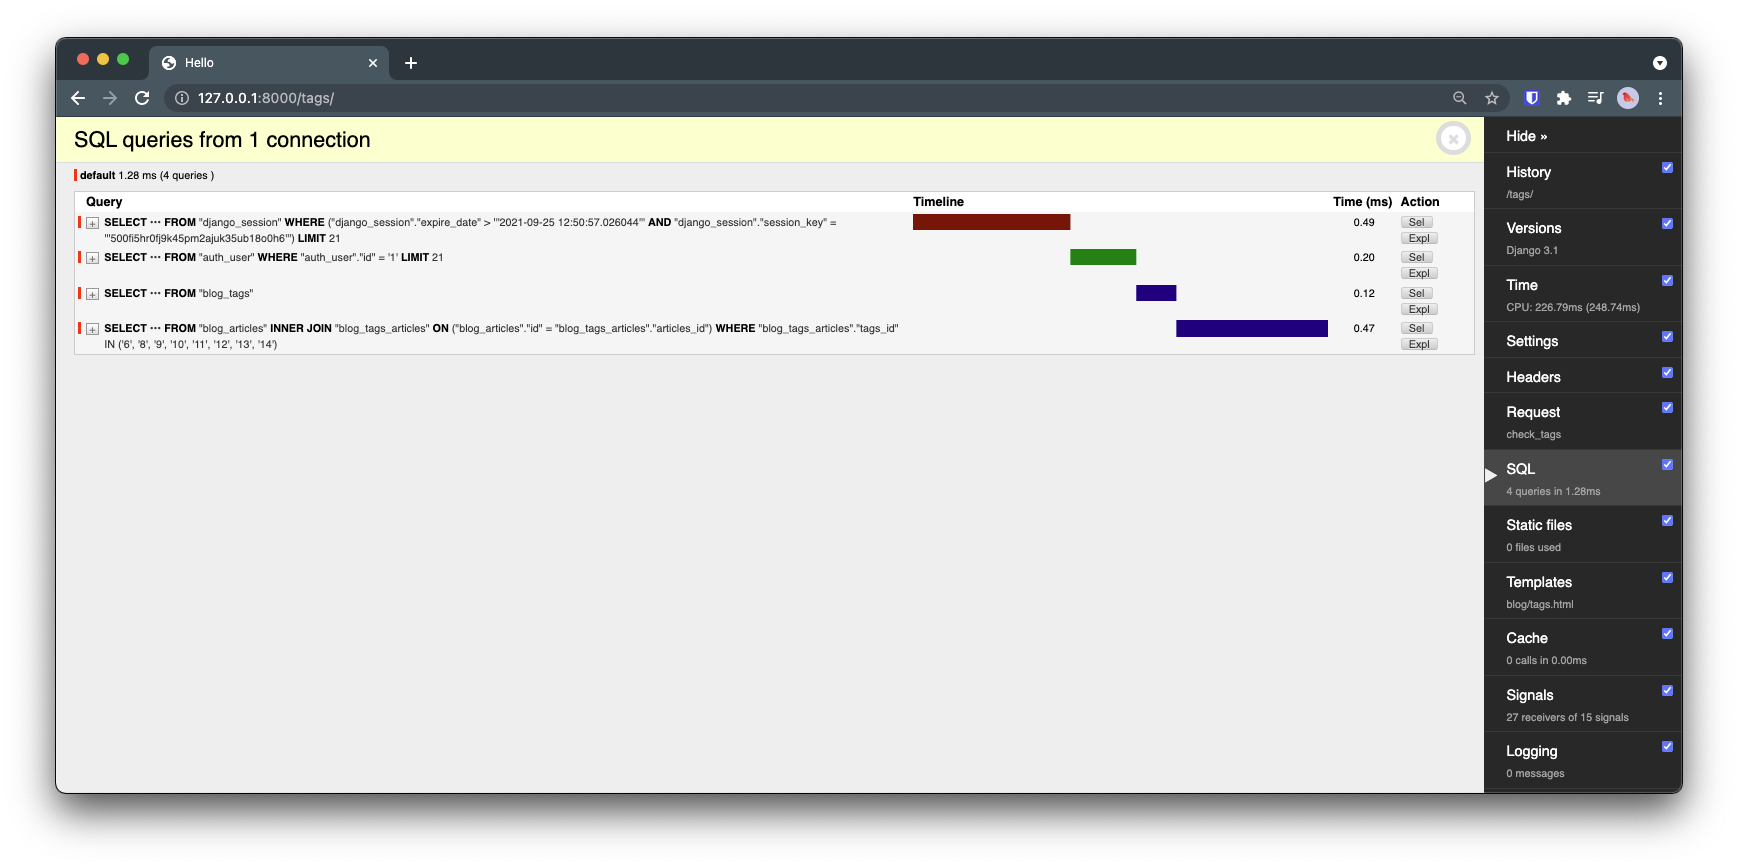 Hello
127.0.0.1:8000/tags/
SQL queries from 1 connection
default 1.28 ms (4 queries )
Query Timeline Time (ms) Action
SELECT ••• FROM "django_session" WHERE ("django_session"."expire_date" > '"2021-09-25 12:50:57.026044"' AND "django_session"."session_key" = 0.49 Sel
'"500fi5hr0fj9k45pm2ajuk35ub18o0h6"') LIMIT 21 Expl
SELECT ••• FROM "auth_user" WHERE "auth_user"."id" = '1' LIMIT 21 0.20 Sel
Expl
SELECT ••• FROM "blog_tags" 0.12 Sel
Expl
SELECT ••• FROM "blog_articles" INNER JOIN "blog_tags_articles" ON ("blog_articles"."id" = "blog_tags_articles"."articles_id") WHERE "blog_tags_articles"."tags_id" 0.47 Sel
IN ('6', '8', '9', '10', '11', '12', '13', '14') Expl
Hide »
History
/tags/
Versions
Django 3.1
Time
CPU: 226.79ms (248.74ms)
Settings
Headers
Request
check_tags
SQL
4 queries in 1.28ms
Static files
0 files used
Templates
blog/tags.html
Cache
0 calls in 0.00ms
Signals
27 receivers of 15 signals
Logging
0 messages